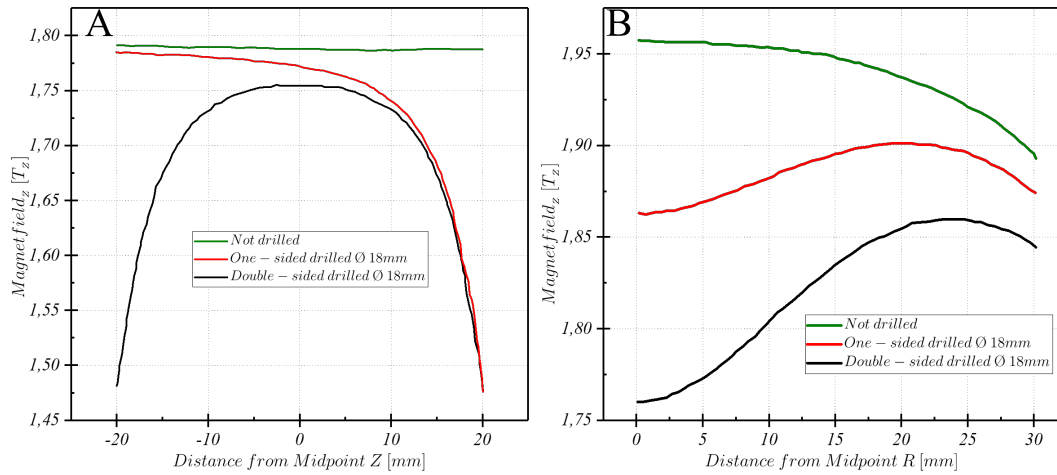 A
1,80
1,75
1,70
1,65
1,60
1,55
1,50
1,45
Magnetfield_z [T_z]
Not drilled
One − sided drilled Ø 18mm
Double − sided drilled Ø 18mm
-20
-10
0
10
20
Distance from Midpoint Z [mm]
B
1,95
1,90
1,85
1,80
1,75
Magnetfield_z [T_z]
Not drilled
One − sided drilled Ø 18mm
Double − sided drilled Ø 18mm
0
5
10
15
20
25
30
Distance from Midpoint R [mm]